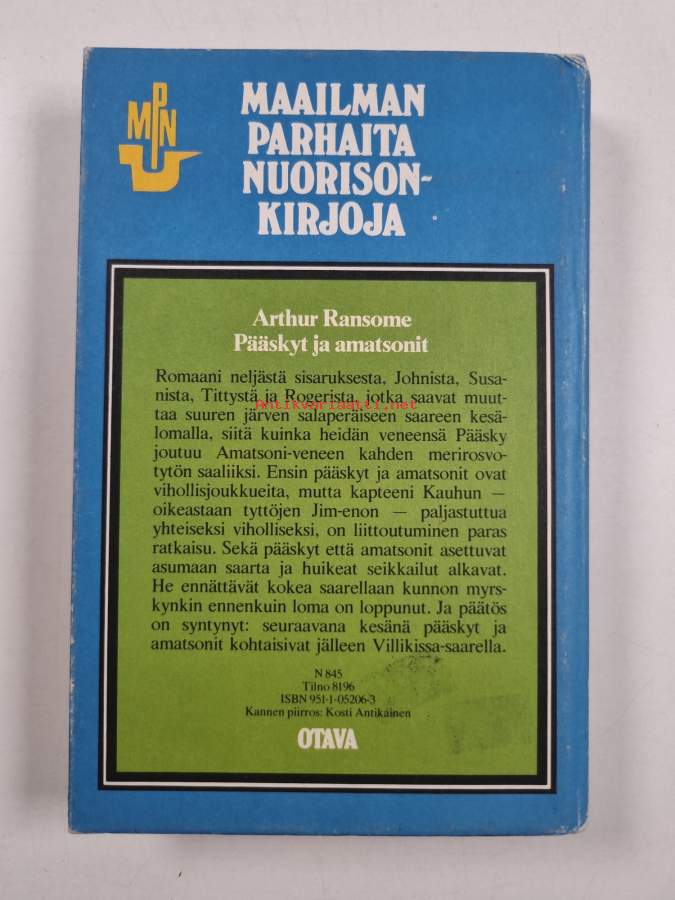 MPN
MAAILMAN
PARHAITA
NUORISON-
KIRJOJA
Arthur Ransome
Pääskyt ja amatsonit
Romaani neljästä sisaruksesta, Johnista, Susa-
nista, Tittystä ja Rogerista, jotka saavat muut-
Antikvariaatti.net
taa suuren järven salaperäiseen saareen kesä-
lomalla, siitä kuinka heidän veneensä Pääsky
joutuu Amatsoni-veneen kahden merirosvo-
tytön saaliiksi. Ensin pääskyt ja amatsonit ovat
vihollisjoukkueita, mutta kapteeni Kauhun —
oikeastaan tyttöjen Jim-enon — paljastuttua
yhteiseksi viholliseksi, on liittoutuminen paras
ratkaisu. Sekä pääskyt että amatsonit asettuvat
asumaan saarta ja huikeat seikkailut alkavat.
He ennättävät kokea saarellaan kunnon myrs-
kynkin ennenkuin loma on loppunut. Ja päätös
on syntynyt: seuraavana kesänä pääskyt ja
amatsonit kohtaisivat jälleen Villikissa-saarella.
N 845
Tilno 8196
ISBN 951-1-05206-3
Kannen piirros: Kosti Antikainen
OTAVA